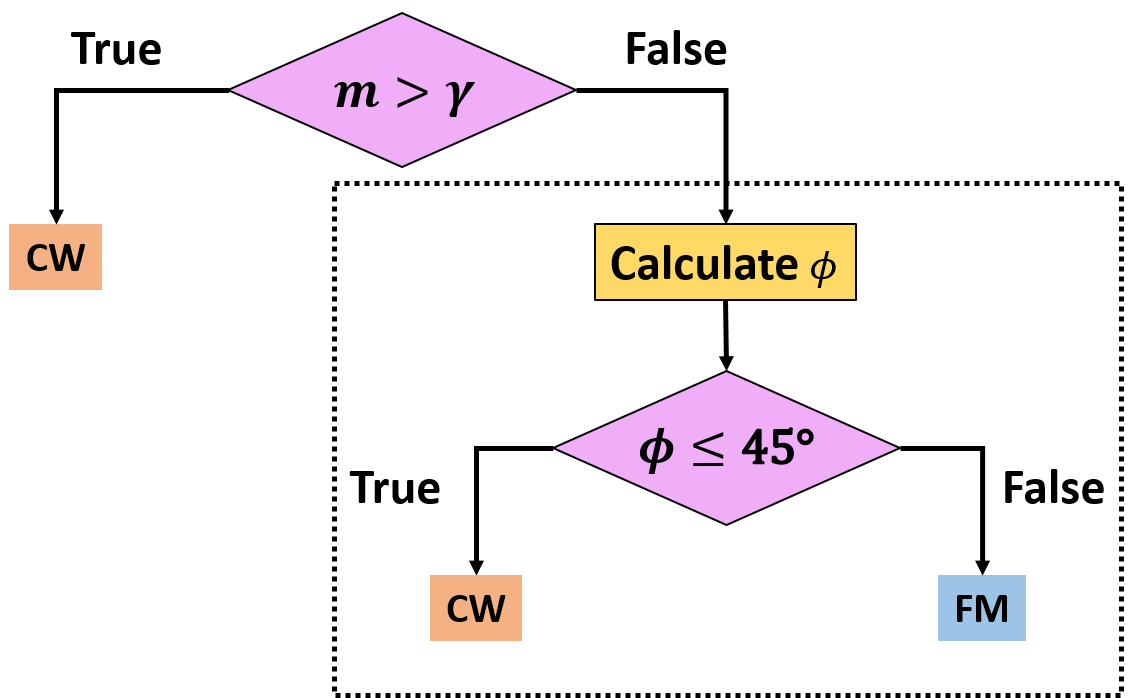 True
False
m > γ
CW
Calculate ϕ
ϕ ≤ 45°
True
False
CW
FM